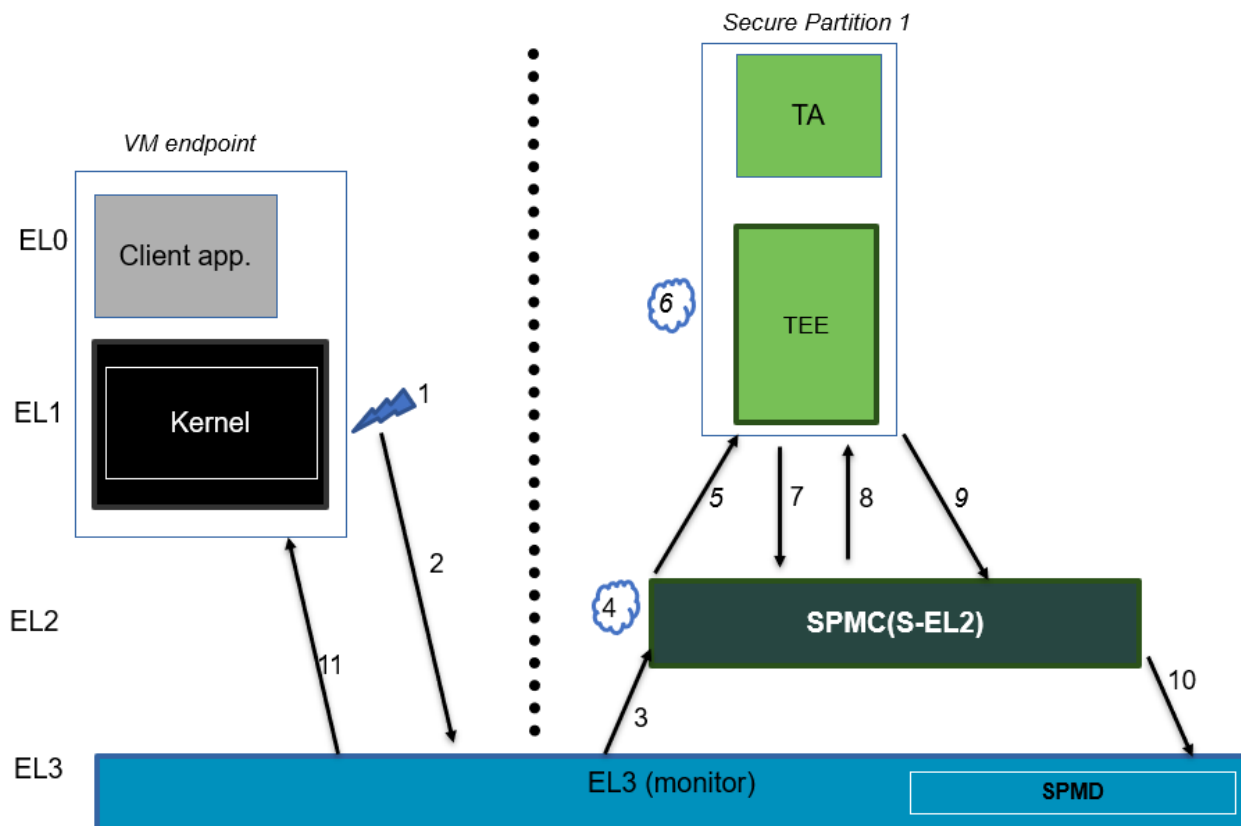 Secure Partition 1
TA
VM endpoint
EL0
Client app.
6
TEE
1
EL1
Kernel
5
7
8
9
2
4
EL2
SPMC(S-EL2)
11
3
10
EL3
EL3 (monitor)
SPMD